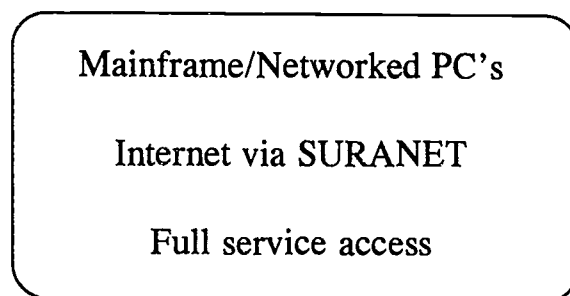 Mainframe/Networked PC's
Internet via SURANET
Full service access